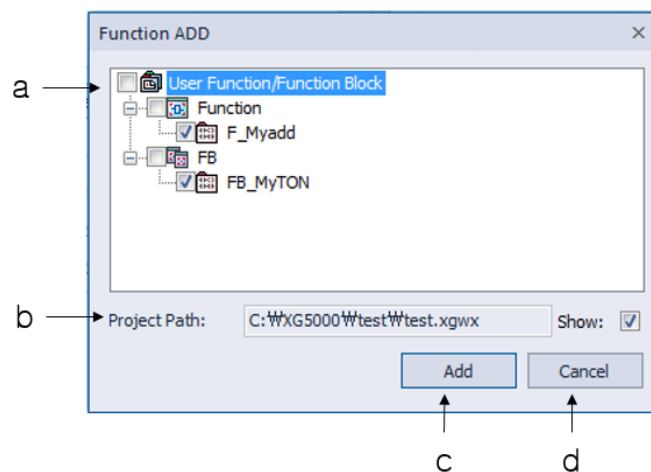 Function ADD
a
User Function/Function Block
Function
F_Myadd
FB
FB_MyTON
b
Project Path: C:₩XG5000₩test₩test.xgwx Show:
Add Cancel
c d